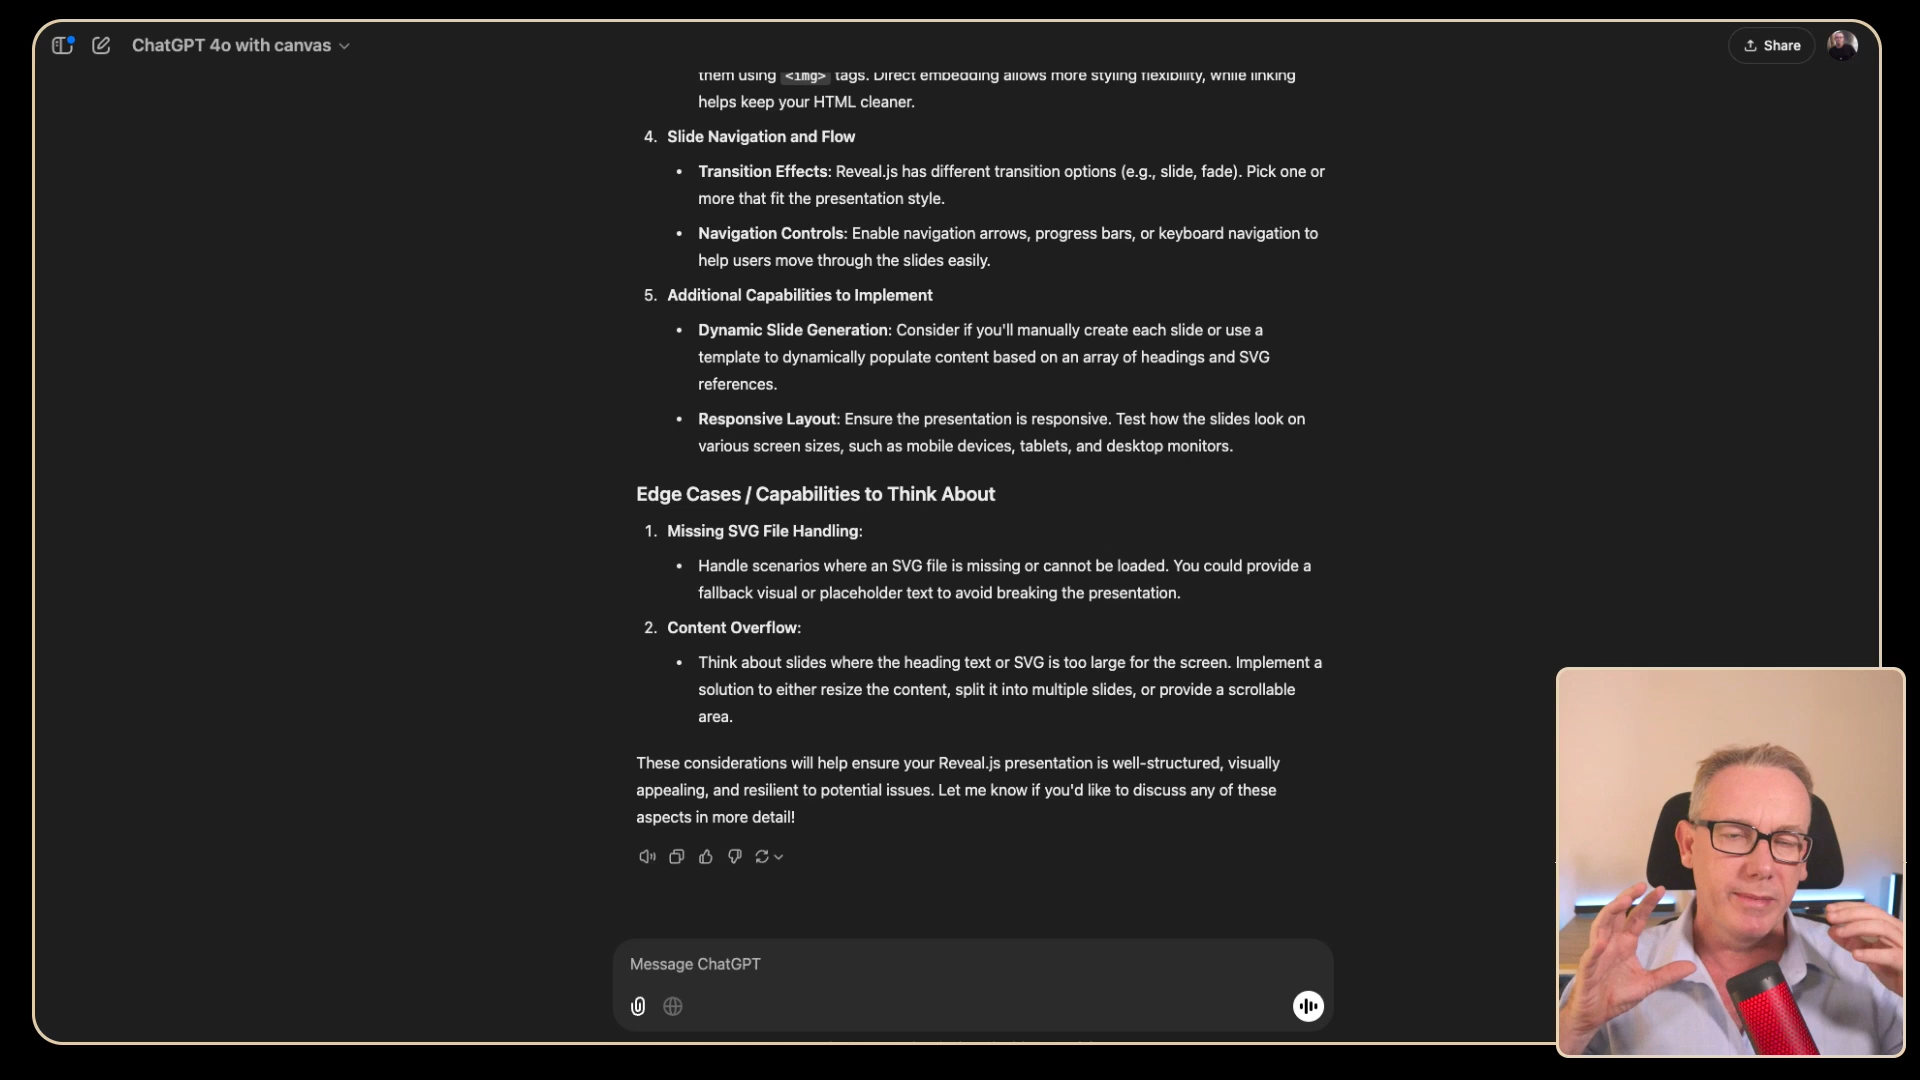 ChatGPT 4o with canvas
Share
them using <img> tags. Direct embedding allows more styling flexibility, while linking
helps keep your HTML cleaner.
4. Slide Navigation and Flow
• Transition Effects: Reveal.js has different transition options (e.g., slide, fade). Pick one or
more that fit the presentation style.
• Navigation Controls: Enable navigation arrows, progress bars, or keyboard navigation to
help users move through the slides easily.
5. Additional Capabilities to Implement
• Dynamic Slide Generation: Consider if you'll manually create each slide or use a
template to dynamically populate content based on an array of headings and SVG
references.
• Responsive Layout: Ensure the presentation is responsive. Test how the slides look on
various screen sizes, such as mobile devices, tablets, and desktop monitors.
Edge Cases / Capabilities to Think About
1. Missing SVG File Handling:
• Handle scenarios where an SVG file is missing or cannot be loaded. You could provide a
fallback visual or placeholder text to avoid breaking the presentation.
2. Content Overflow:
• Think about slides where the heading text or SVG is too large for the screen. Implement a
solution to either resize the content, split it into multiple slides, or provide a scrollable
area.
These considerations will help ensure your Reveal.js presentation is well-structured, visually
appealing, and resilient to potential issues. Let me know if you'd like to discuss any of these
aspects in more detail!
Message ChatGPT